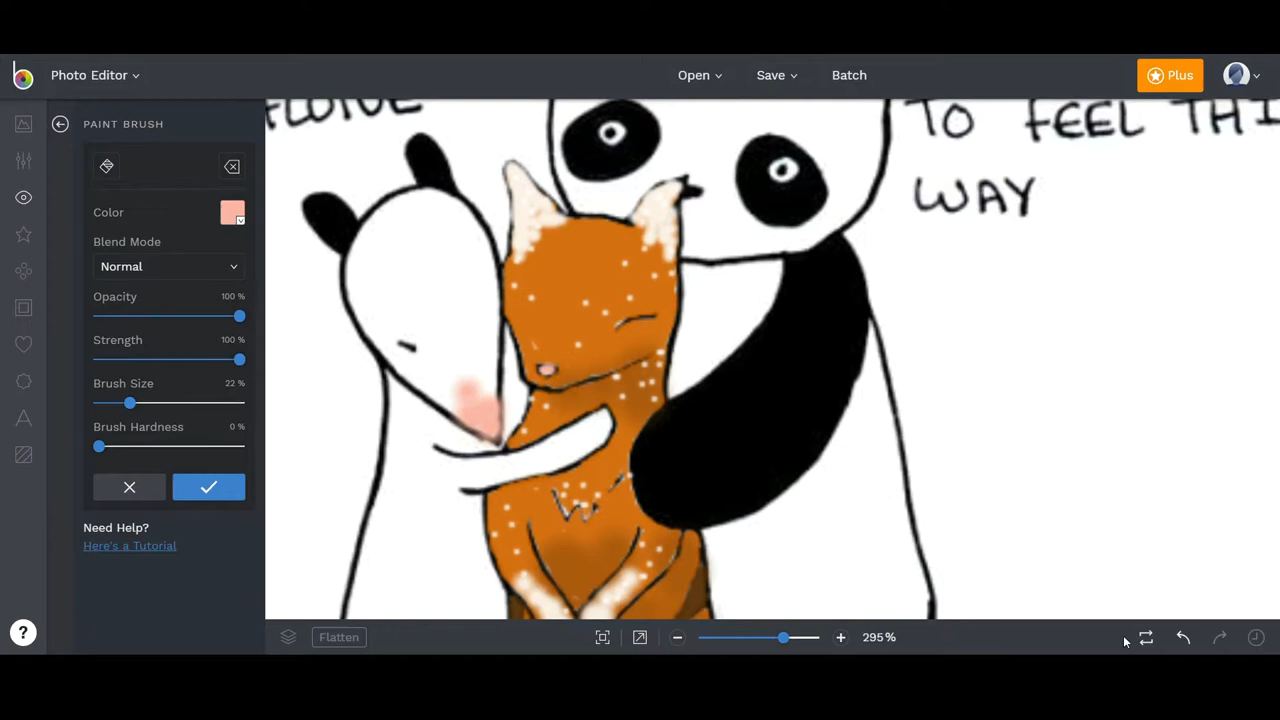 Photo Editor
Open
Save
Batch
Plus
PAINT BRUSH
TO FEEL THI
WAY
Color
Blend Mode
Normal
Opacity 100 %
Strength 100 %
Brush Size 22 %
Brush Hardness 0 %
Need Help?
Here's a Tutorial
?
Flatten
295 %